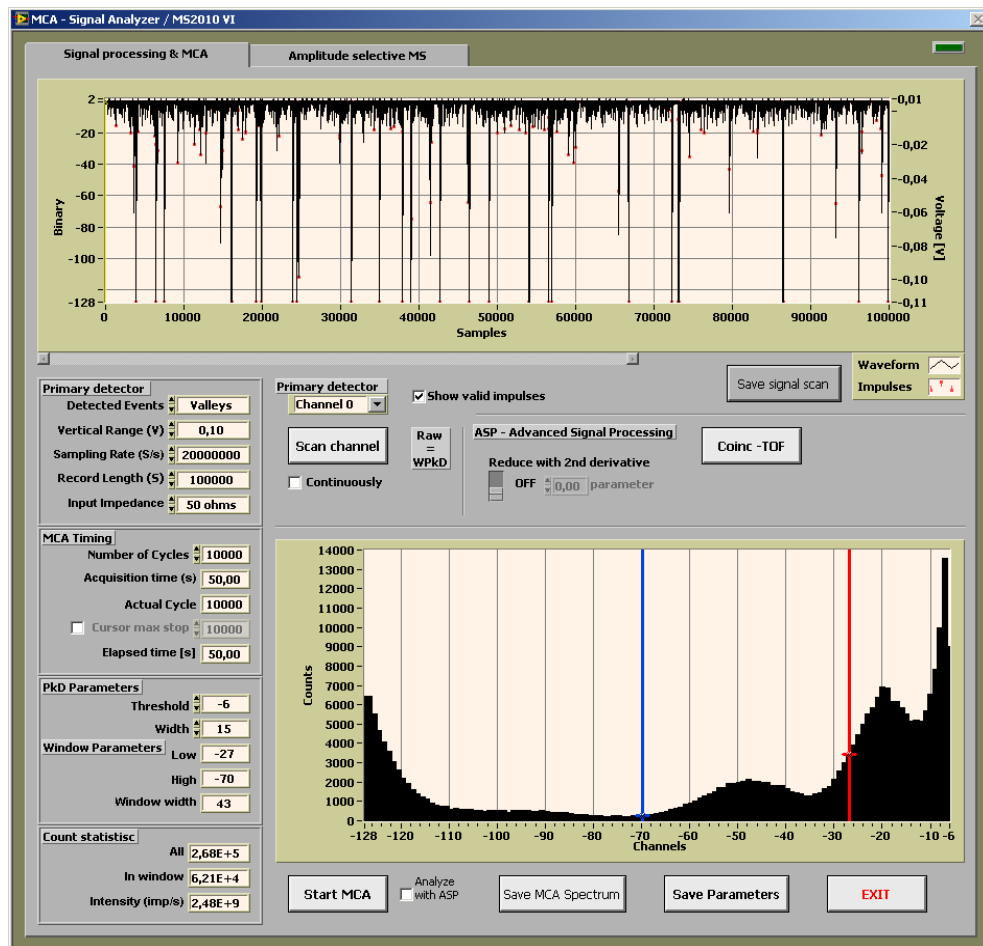 MCA - Signal Analyzer / MS2010 VI
Signal processing & MCA
Amplitude selective MS
2
-20
-40
-60
-80
-100
-128
Binary
-0,01
-0,02
-0,04
-0,06
-0,08
-0,10
-0,11
Voltage [V]
0 10000 20000 30000 40000 50000 60000 70000 80000 90000 100000
Samples
Waveform
Impulses
Save signal scan
Primary detector
Detected Events Valleys
Vertical Range (V) 0,10
Sampling Rate (S/s) 20000000
Record Length (S) 100000
Input Impedance 50 ohms
Primary detector
Channel 0
Show valid impulses
Scan channel
Continuously
Raw
=
WPkD
ASP - Advanced Signal Processing
Reduce with 2nd derivative
OFF 0,00 parameter
Coinc -TOF
MCA Timing
Number of Cycles 10000
Acquisition time (s) 50,00
Actual Cycle 10000
Cursor max stop 10000
Elapsed time [s] 50,00
PkD Parameters
Threshold -6
Width 15
Window Parameters
Low -27
High -70
Window width 43
Count statistisc
All 2,68E+5
In window 6,21E+4
Intensity (imp/s) 2,48E+9
14000
13000
12000
11000
10000
9000
8000
7000
6000
5000
4000
3000
2000
1000
0
Counts
-128 -120 -110 -100 -90 -80 -70 -60 -50 -40 -30 -20 -10 -6
Channels
Start MCA
Analyze
with ASP
Save MCA Spectrum
Save Parameters
EXIT